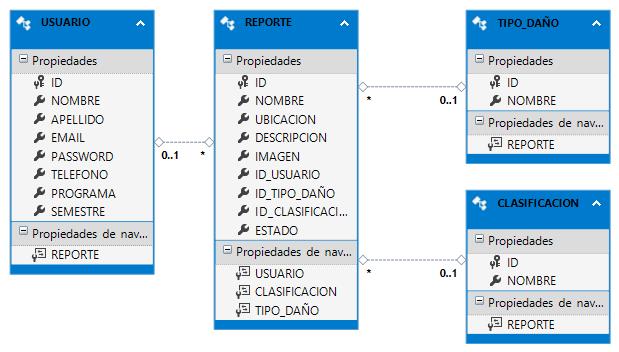 USUARIO
Propiedades
ID
NOMBRE
APELLIDO
EMAIL
PASSWORD
TELEFONO
PROGRAMA
SEMESTRE
Propiedades de nav...
REPORTE
0..1
*
REPORTE
Propiedades
ID
NOMBRE
UBICACION
DESCRIPCION
IMAGEN
ID_USUARIO
ID_TIPO_DAÑO
ID_CLASIFICACI...
ESTADO
Propiedades de nav...
USUARIO
CLASIFICACION
TIPO_DAÑO
*
0..1
*
0..1
TIPO_DAÑO
Propiedades
ID
NOMBRE
Propiedades de nav...
REPORTE
CLASIFICACION
Propiedades
ID
NOMBRE
Propiedades de nav...
REPORTE